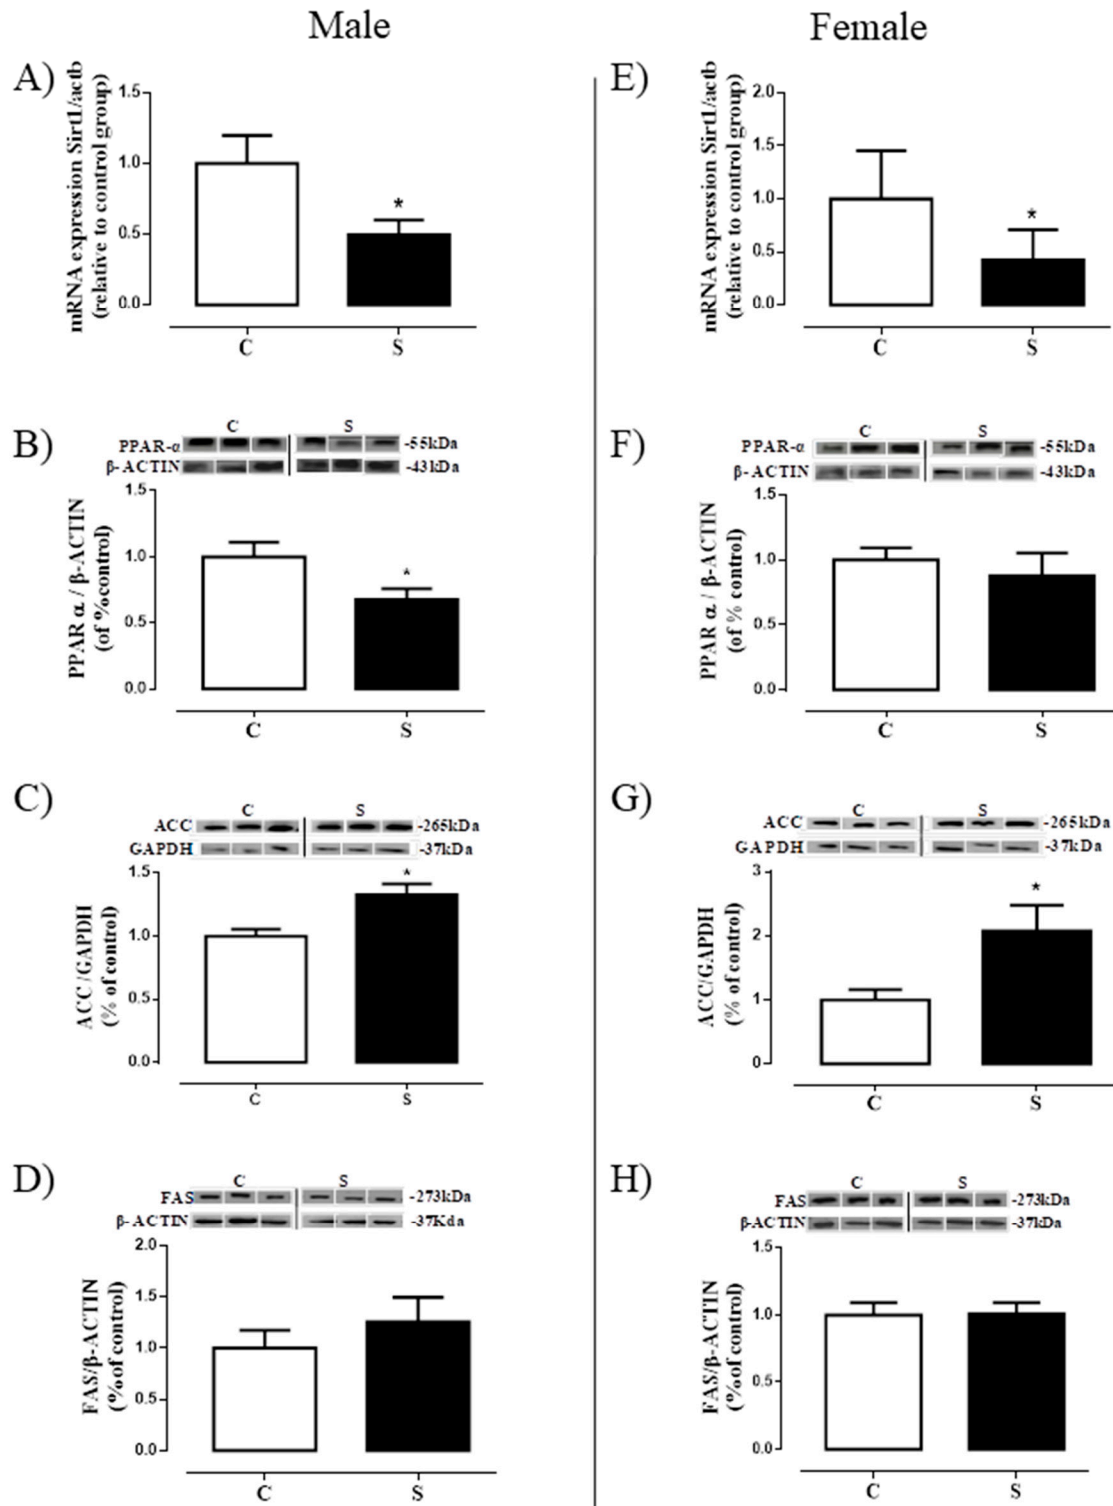 Male
A)
mRNA expression Sirt1/actb
(relative to control group)
1.5
1.0
0.5
0.0
*
C
S
B)
C
S
PPAR-α
-55kDa
β-ACTIN
-43kDa
PPAR α / β-ACTIN
(of %control)
1.5
1.0
0.5
0.0
*
C
S
C)
C
S
ACC
-265kDa
GAPDH
-37kDa
ACC/GAPDH
(% of control)
1.5
1.0
0.5
0.0
*
C
S
D)
C
S
FAS
-273kDa
β-ACTIN
-37Kda
FAS/β-ACTIN
(%of control)
2.0
1.5
1.0
0.5
0.0
C
S
Female
E)
mRNA expression Sirt1/actb
(relative to control group)
2.0
1.5
1.0
0.5
0.0
*
C
S
F)
C
S
PPAR-α
-55kDa
β-ACTIN
-43kDa
PPAR α / β-ACTIN
(of % control)
1.5
1.0
0.5
0.0
C
S
G)
C
S
ACC
-265kDa
GAPDH
-37kDa
ACC/GAPDH
(% of control)
3
2
1
0
*
C
S
H)
C
S
FAS
-273kDa
β-ACTIN
-37kDa
FAS/β-ACTIN
(%of control)
1.5
1.0
0.5
0.0
C
S